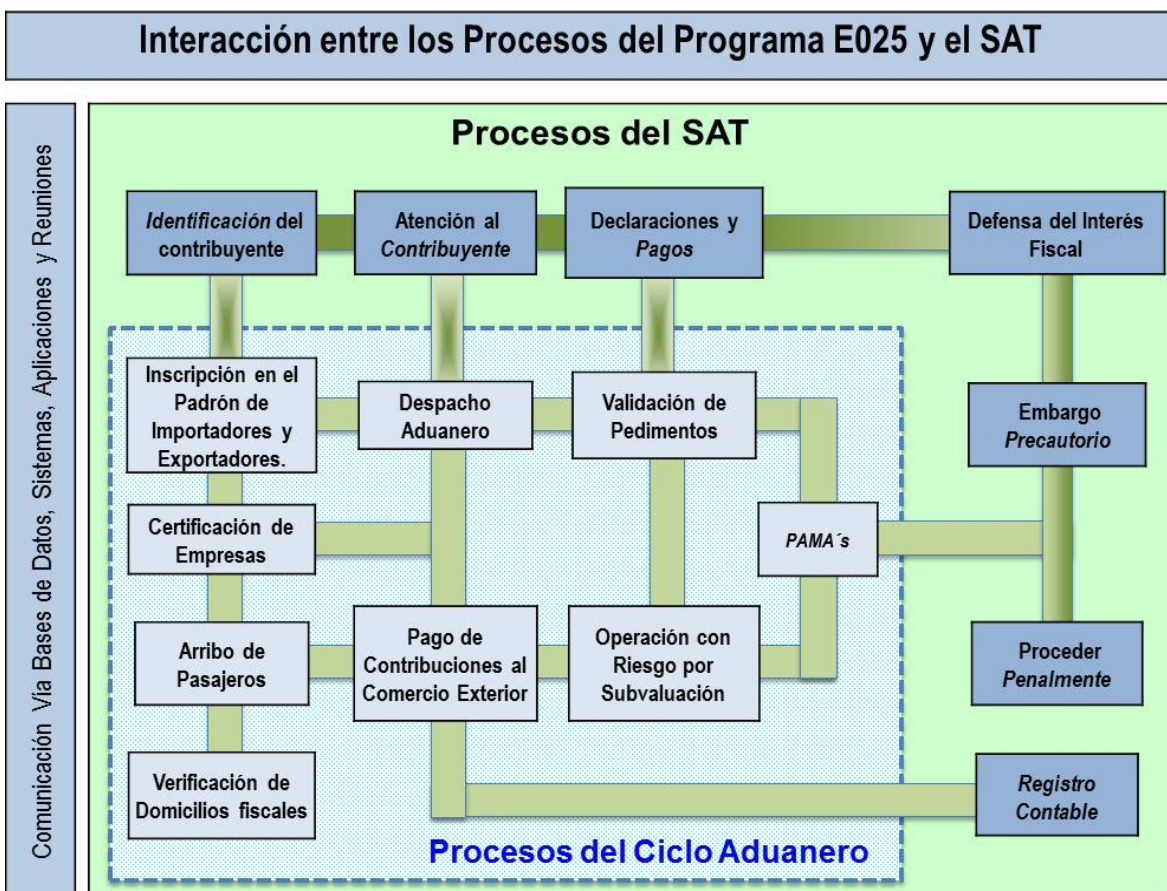 Interacción entre los Procesos del Programa E025 y el SAT
Comunicación Vía Bases de Datos, Sistemas, Aplicaciones y Reuniones
Procesos del SAT
Identificación del
contribuyente
Atención al
Contribuyente
Declaraciones y
Pagos
Defensa del Interés
Fiscal
Inscripción en el
Padrón de
Importadores y
Exportadores.
Despacho
Aduanero
Validación de
Pedimentos
Embargo
Precautorio
Certificación de
Empresas
PAMA´s
Arribo de
Pasajeros
Pago de
Contribuciones al
Comercio Exterior
Operación con
Riesgo por
Subvaluación
Proceder
Penalmente
Verificación de
Domicilios fiscales
Registro
Contable
Procesos del Ciclo Aduanero